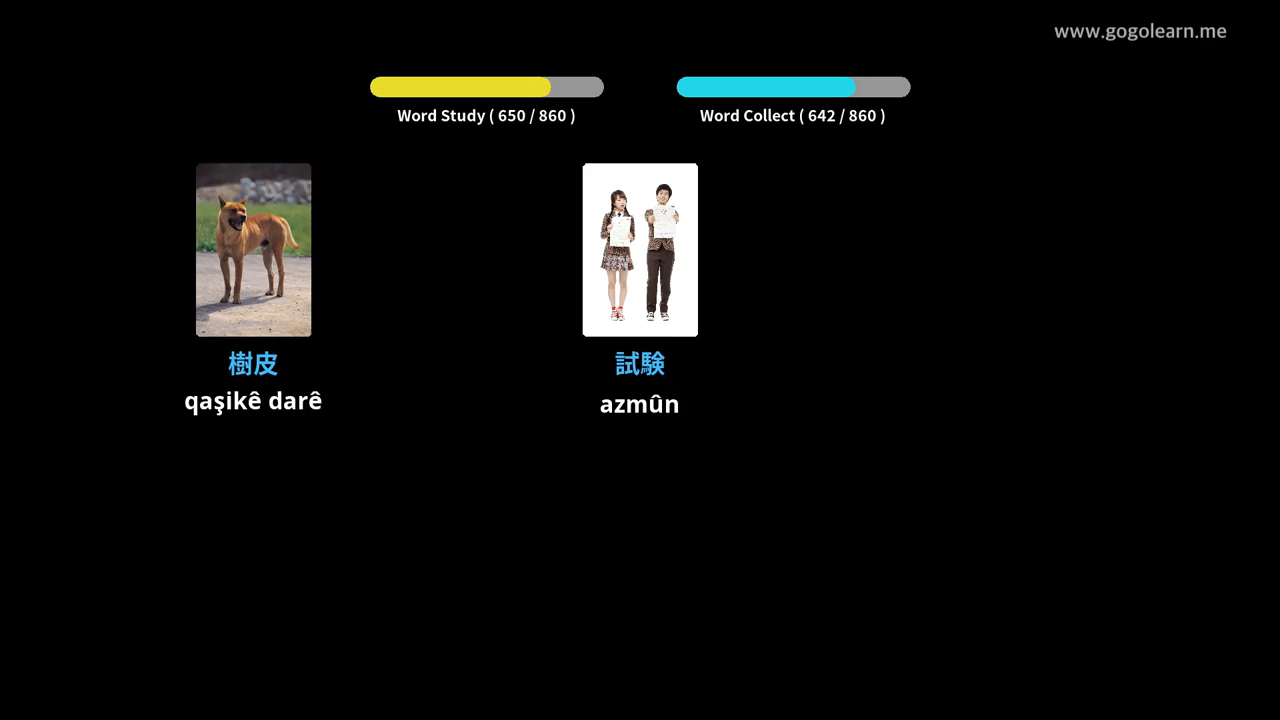 www.gogolearn.me
Word Study ( 650 / 860 )
Word Collect ( 642 / 860 )
樹皮
qaşikê darê
試験
azmûn